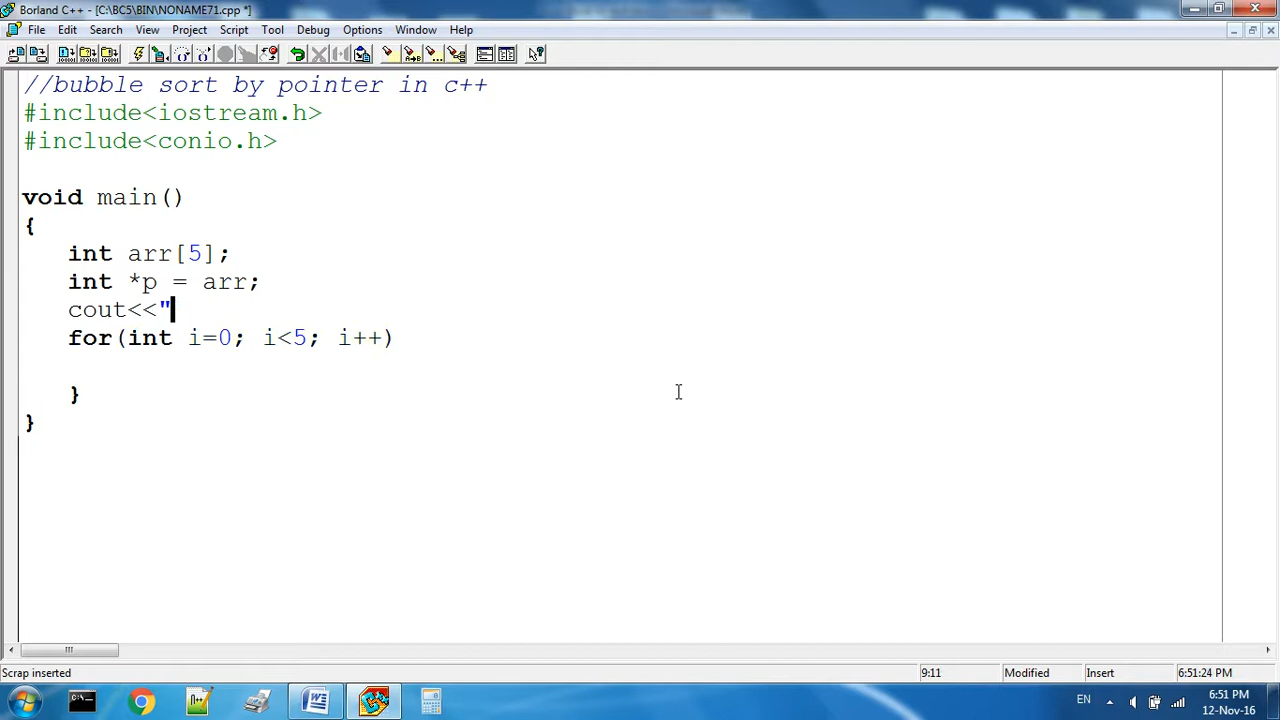 Borland C++ - [C:\BC5\BIN\NONAME71.cpp *]
File Edit Search View Project Script Tool Debug Options Window Help
//bubble sort by pointer in c++
#include<iostream.h>
#include<conio.h>
void main()
{
int arr[5];
int *p = arr;
cout<<"
for(int i=0; i<5; i++)
}
}
Scrap inserted 9:11 Modified Insert 6:51:24 PM
EN 6:51 PM
12-Nov-16